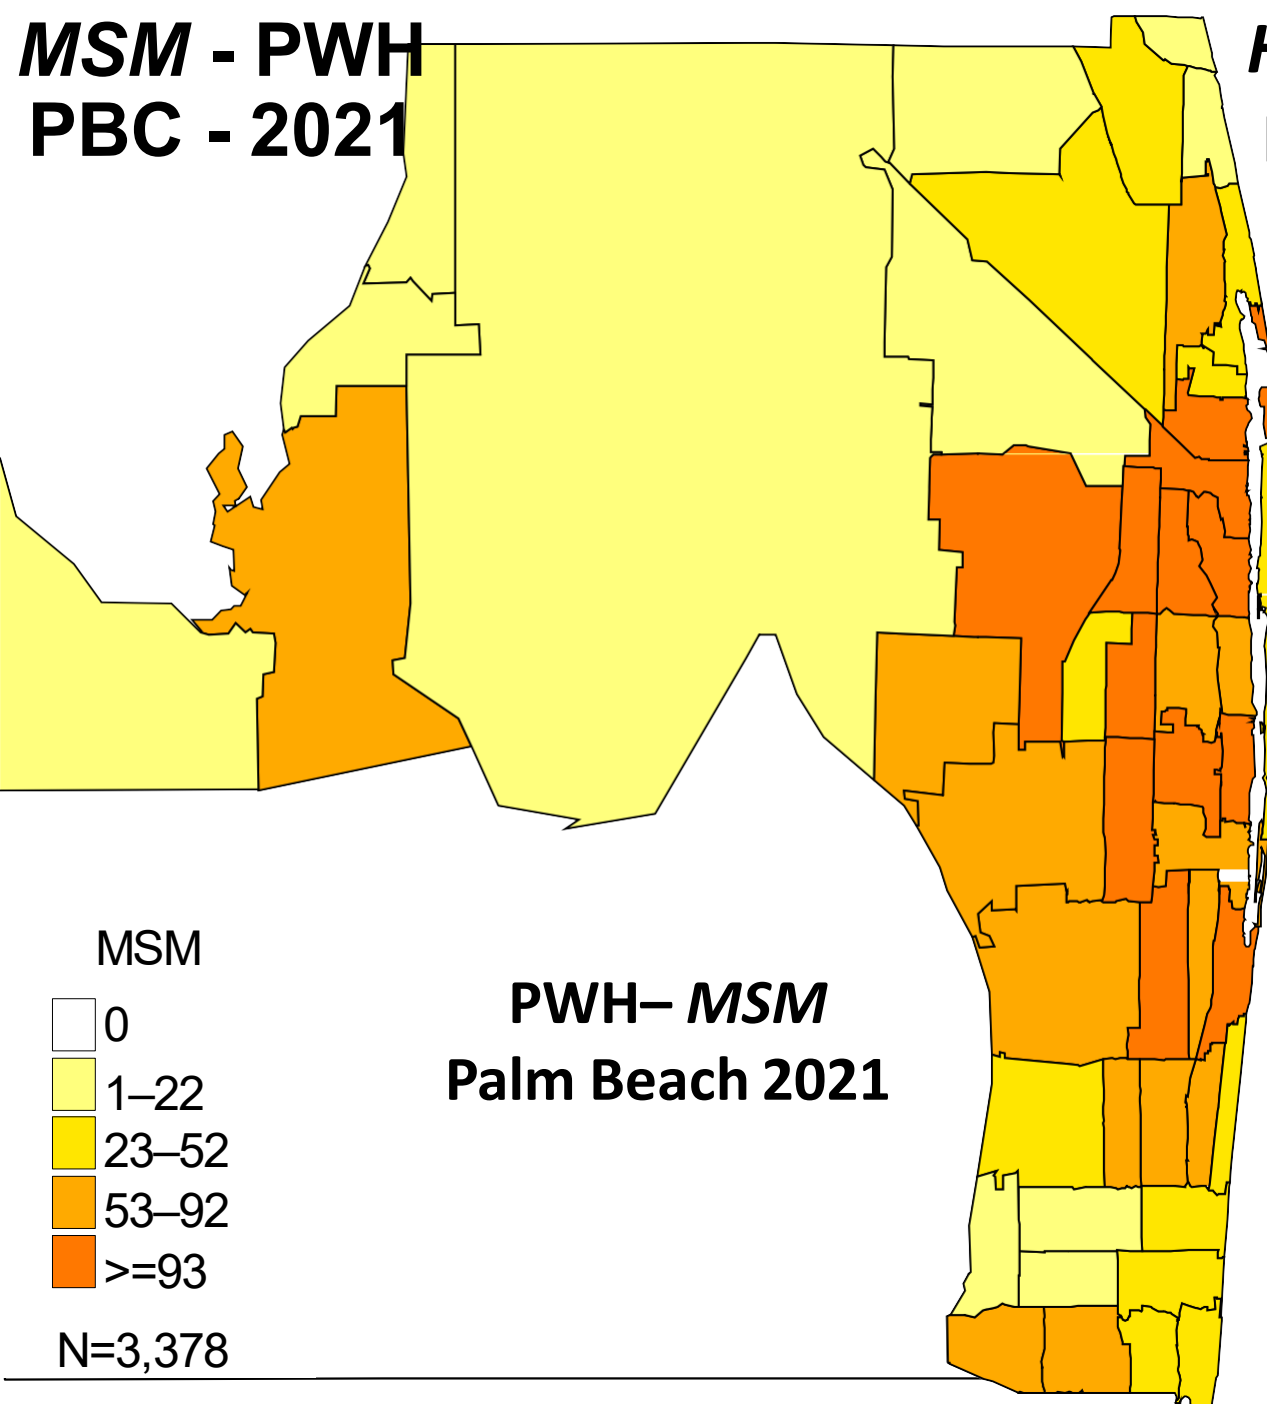 MSM - PWH
PBC - 2021
MSM
0
1–22
23–52
53–92
>=93
N=3,378
PWH– MSM
Palm Beach 2021